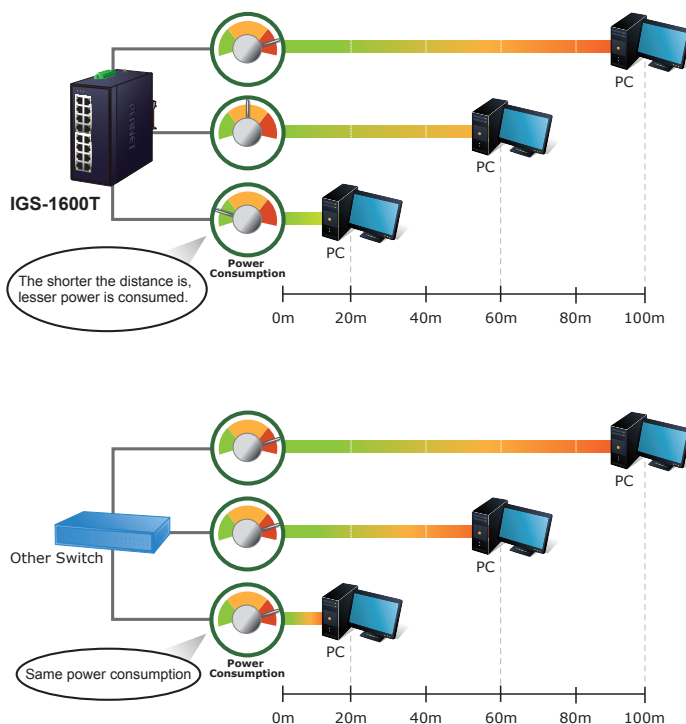 PC
PLANET
PC
IGS-1600T
PC
Power
Consumption
The shorter the distance is,
lesser power is consumed.
0m 20m 40m 60m 80m 100m
PC
PC
Other Switch
PC
Power
Consumption
Same power consumption
0m 20m 40m 60m 80m 100m